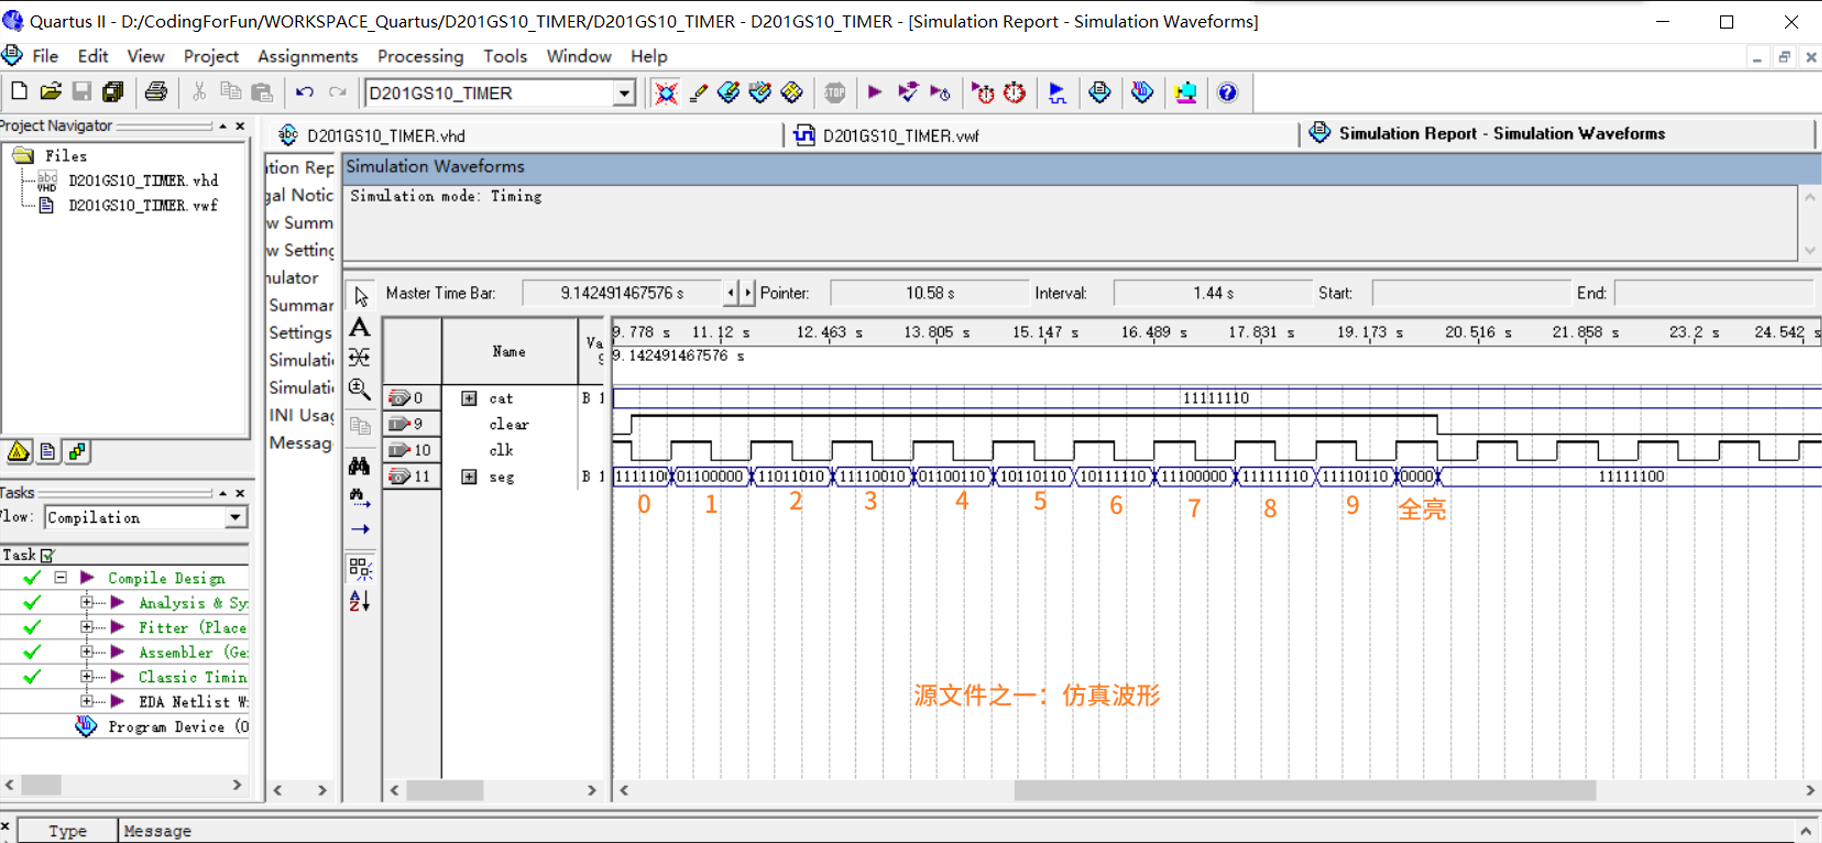 Quartus II - D:/CodingForFun/WORKSPACE_Quartus/D201GS10_TIMER/D201GS10_TIMER - D201GS10_TIMER - [Simulation Report - Simulation Waveforms]
File Edit View Project Assignments Processing Tools Window Help
D201GS10_TIMER
STOP
Project Navigator
Files
abc
VHD
D201GS10_TIMER.vhd
D201GS10_TIMER.vwf
Tasks
Flow: Compilation
Task
Compile Design
Analysis & Sy
Fitter (Place
Assembler (Ge
Classic Timin
EDA Netlist W
Program Device (O
abc D201GS10_TIMER.vhd
D201GS10_TIMER.vwf
Simulation Report - Simulation Waveforms
tion Rep
gal Notic
w Summ
w Setting
nulator
Summar
Settings
Simulati
Simulati
INI Usag
Messag
Simulation Waveforms
Simulation mode: Timing
Master Time Bar: 9.142491467576 s Pointer: 10.58 s Interval: 1.44 s Start: End:
A
Name
Va
9
9.778 s 11.12 s 12.463 s 13.805 s 15.147 s 16.489 s 17.831 s 19.173 s 20.516 s 21.858 s 23.2 s 24.542 s
9.142491467576 s
0 cat B 1 11111110
9 clear
10 clk
11 seg B 1 1111110 01100000 11011010 11110010 01100110 10110110 10111110 11100000 11111110 11110110 0000 11111100
0 1 2 3 4 5 6 7 8 9 全亮
A
Z
源文件之一：仿真波形
Type Message